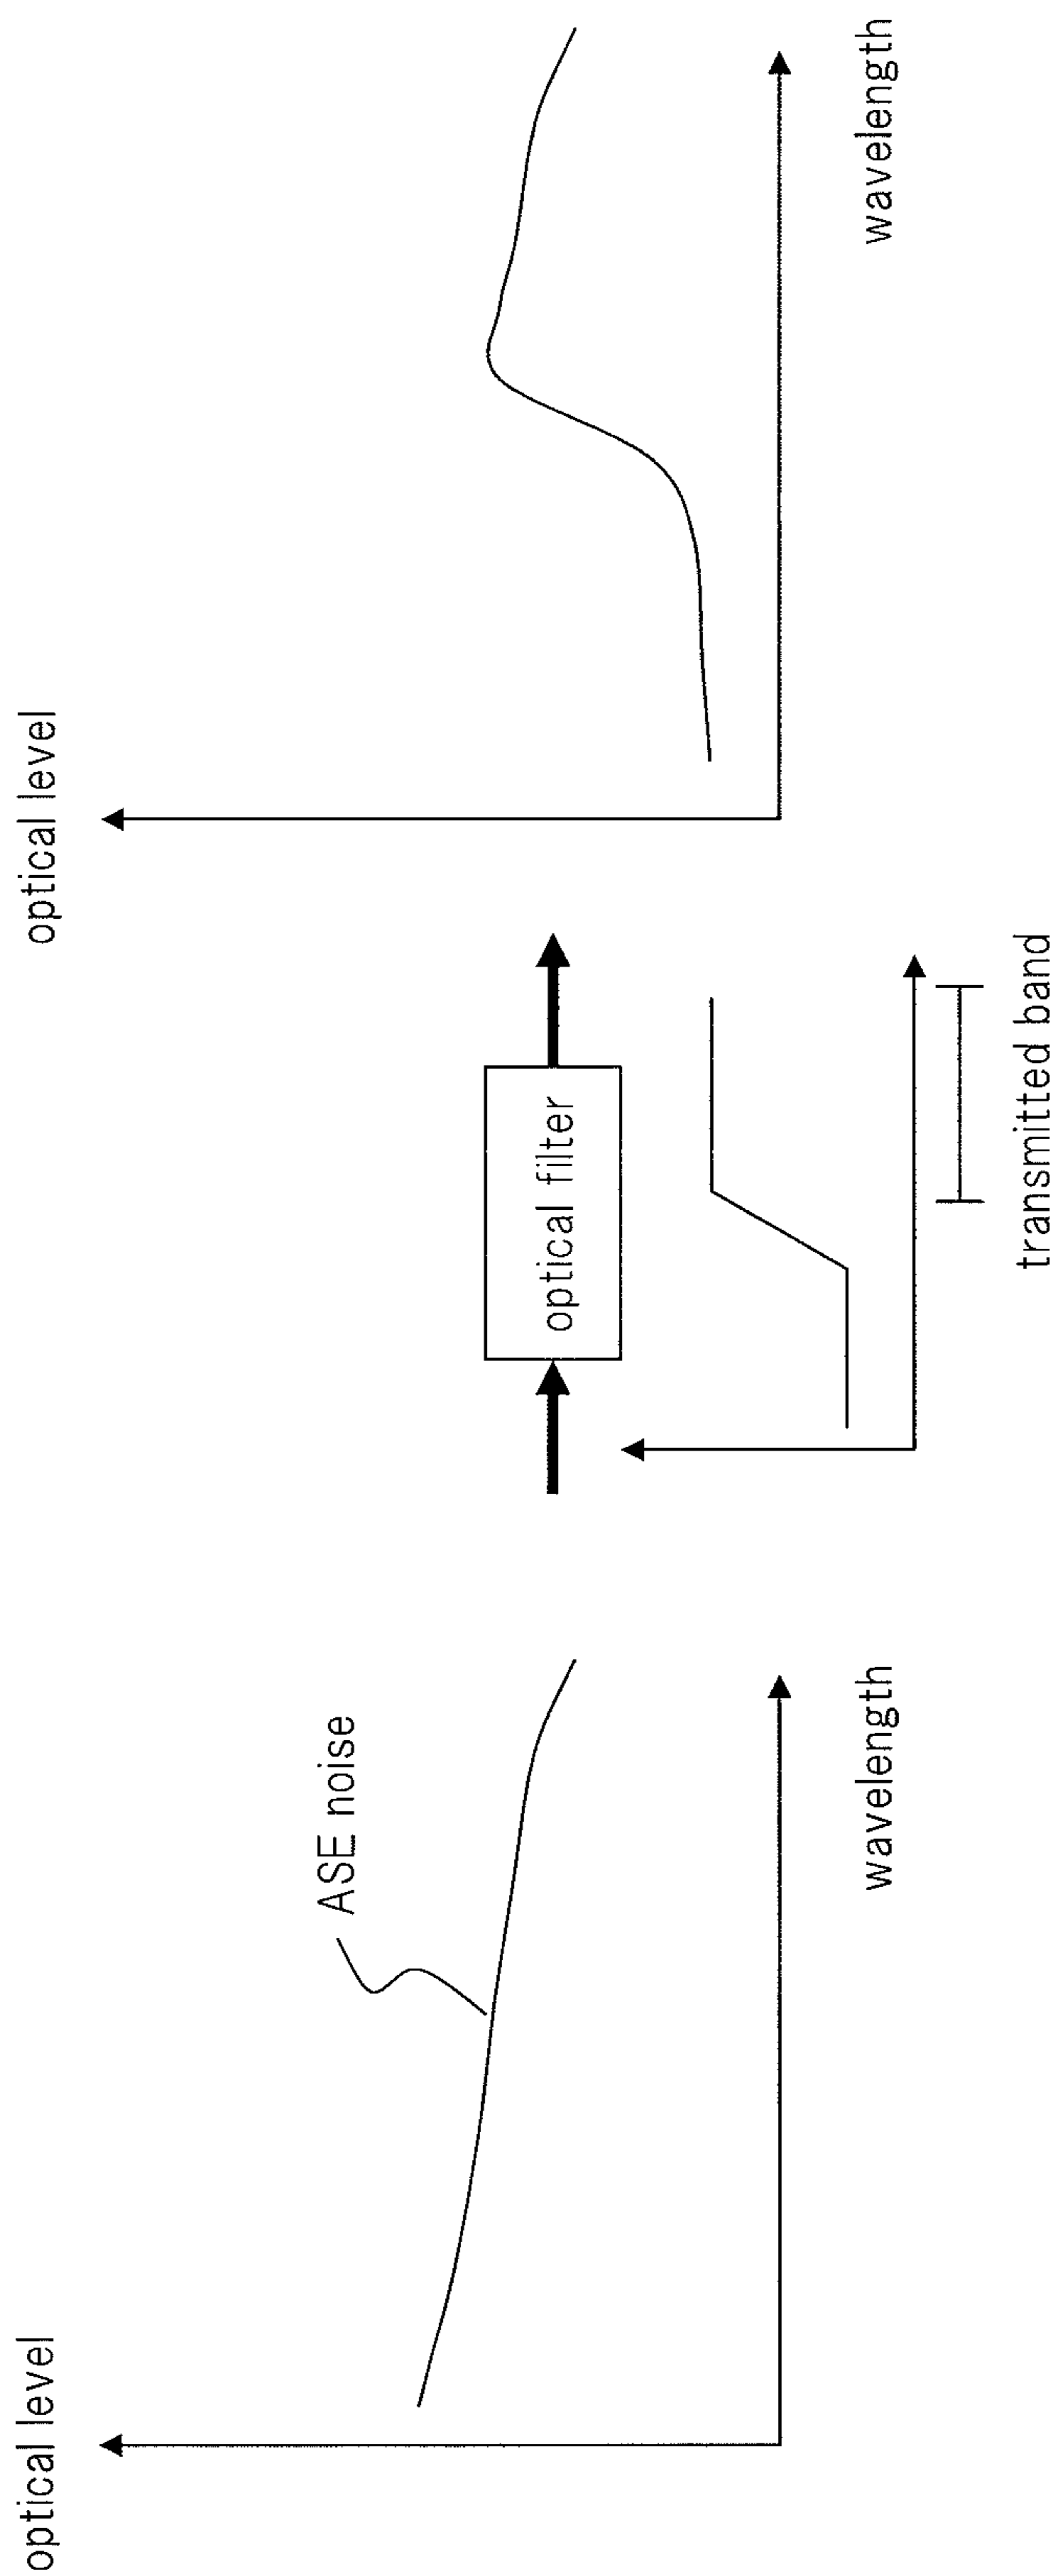 optical level
ASE noise
wavelength
optical filter
transmitted band
optical level
wavelength